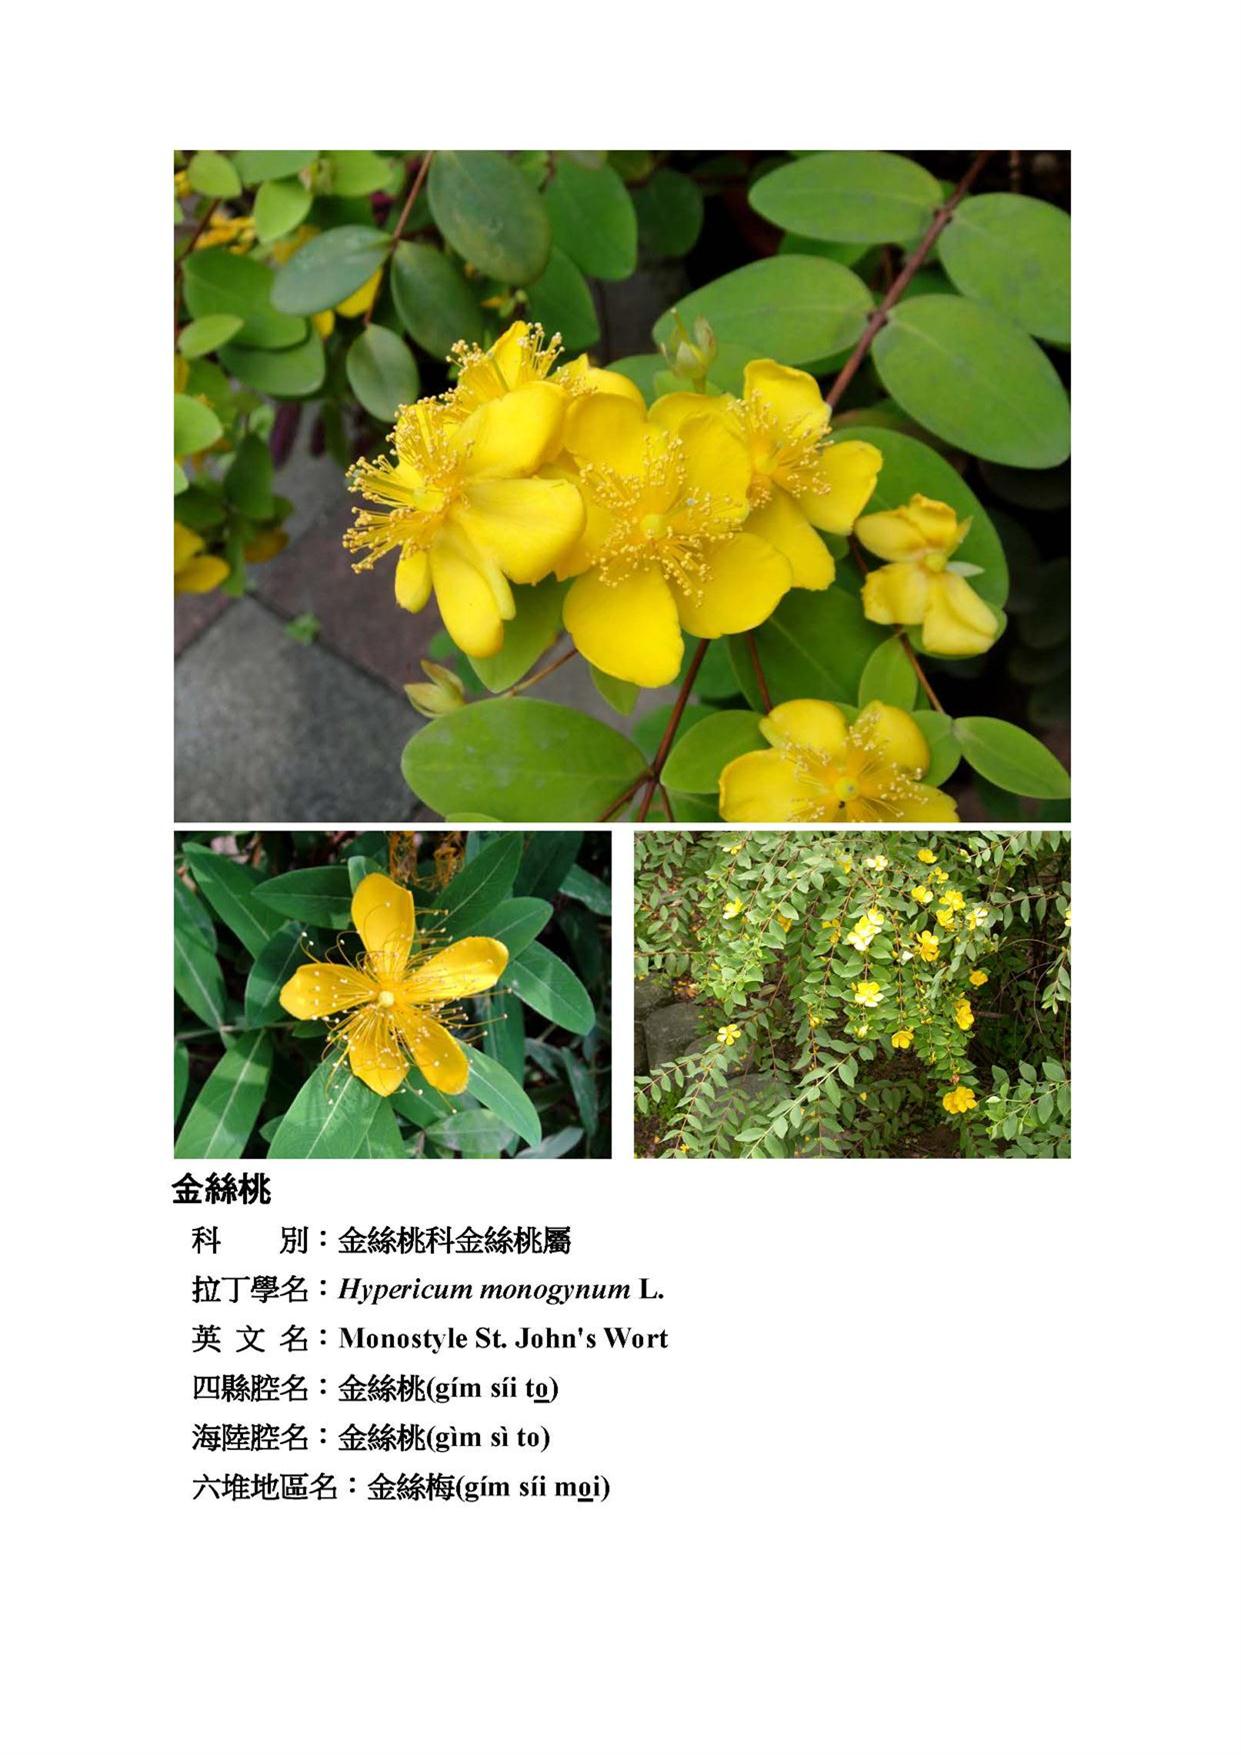 金絲桃
科　　別：金絲桃科金絲桃屬
拉丁學名：Hypericum monogynum L.
英 文 名：Monostyle St. John's Wort
四縣腔名：金絲桃(gím síi to̲)
海陸腔名：金絲桃(gìm sì to)
六堆地區名：金絲梅(gím síi mo̲i)